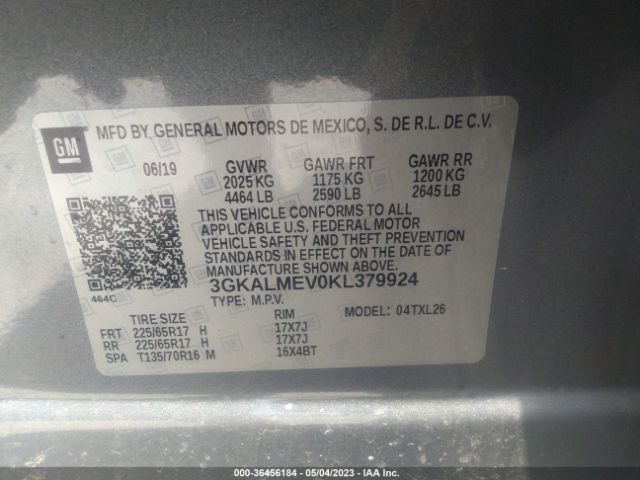 GM
MFD BY GENERAL MOTORS DE MEXICO, S. DE R.L. DE C.V.
06/19 GVWR GAWR FRT GAWR RR
2025 KG 1175 KG 1200 KG
4464 LB 2590 LB 2645 LB
THIS VEHICLE CONFORMS TO ALL
APPLICABLE U.S. FEDERAL MOTOR
VEHICLE SAFETY AND THEFT PREVENTION
STANDARDS IN EFFECT ON THE DATE OF
MANUFACTURE SHOWN ABOVE.
464C
3GKALMEV0KL379924
TYPE: M.P.V. MODEL: 04TXL26
TIRE SIZE RIM
FRT 225/65R17 H 17X7J
RR 225/65R17 H 17X7J
SPA T135/70R16 M 16X4BT
000-36456184 - 05/04/2023 - IAA Inc.